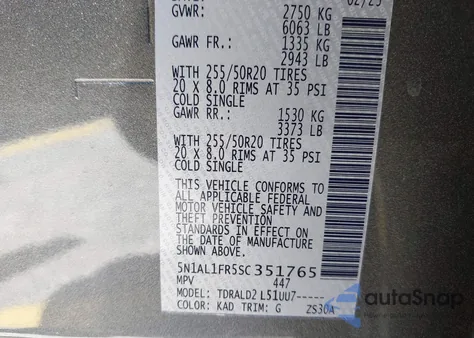 GVWR: 2750 KG
6063 LB
GAWR FR.: 1335 KG
2943 LB
WITH 255/50R20 TIRES
20 X 8.0 RIMS AT 35 PSI
COLD SINGLE
GAWR RR.: 1530 KG
3373 LB
WITH 255/50R20 TIRES
20 X 8.0 RIMS AT 35 PSI
COLD SINGLE
THIS VEHICLE CONFORMS TO
ALL APPLICABLE FEDERAL
MOTOR VEHICLE SAFETY AND
THEFT PREVENTION
STANDARDS IN EFFECT ON
THE DATE OF MANUFACTURE
SHOWN ABOVE.
5N1AL1FR5SC351765
MPV 447
MODEL: TDRALD2 L51UU7-----
COLOR: KAD TRIM: G ZS30A
autoSnap